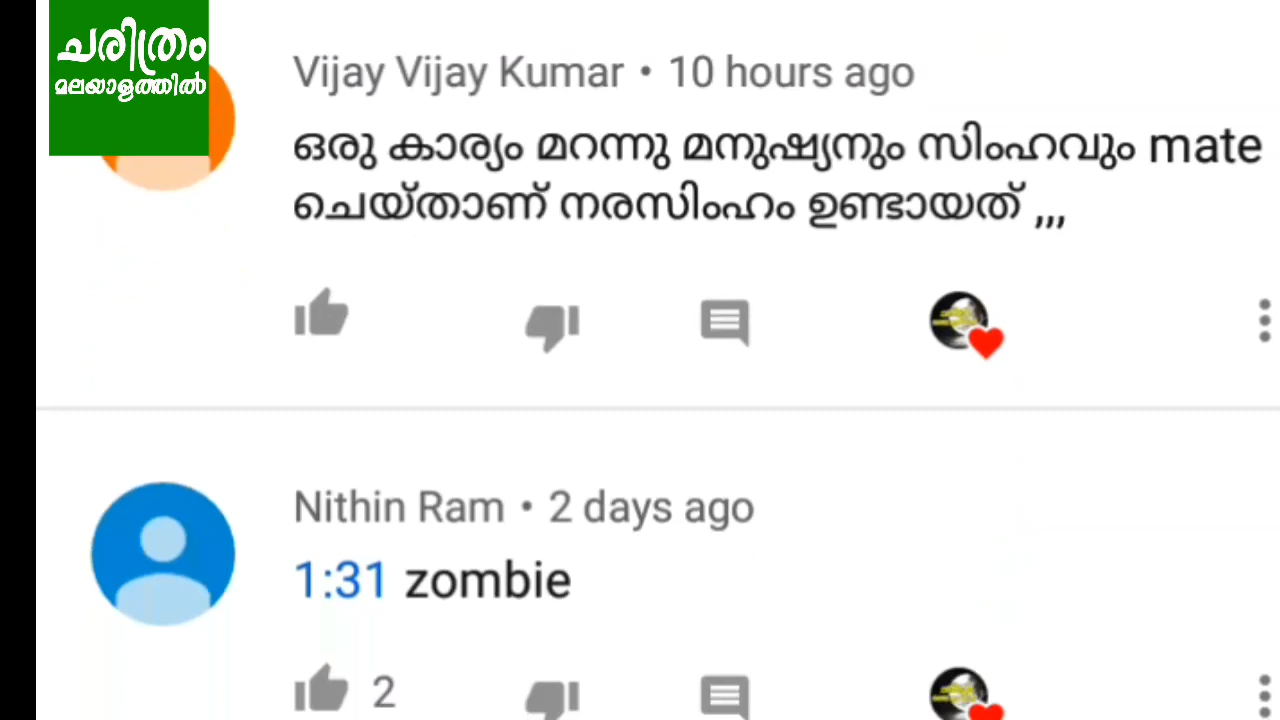 ചരിത്രം
മലയാളത്തിൽ
Vijay Vijay Kumar • 10 hours ago
ഒരു കാര്യം മറന്നു മനുഷ്യനും സിംഹവും mate
ചെയ്താണ് നരസിംഹം ഉണ്ടായത് ,,,
Nithin Ram • 2 days ago
1:31 zombie
2